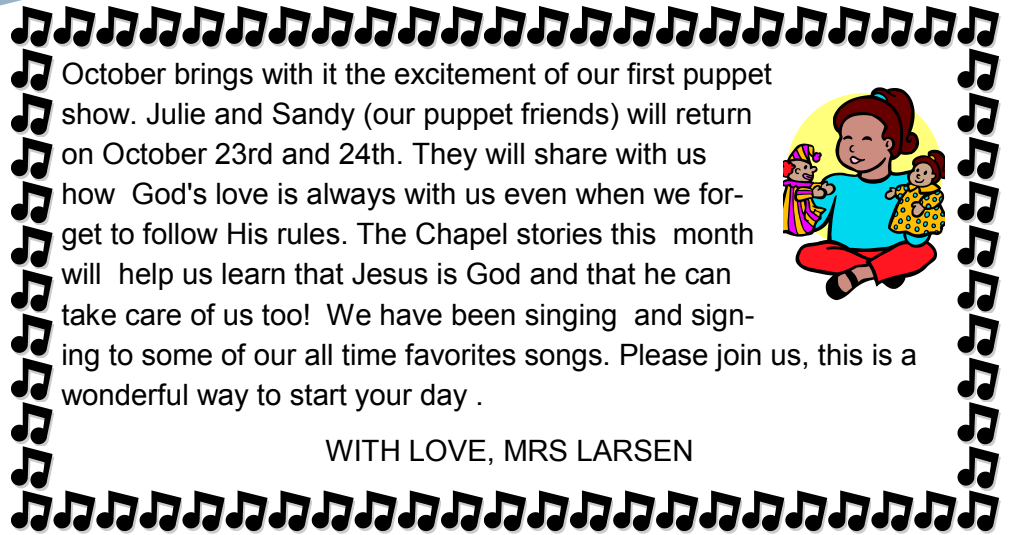 October brings with it the excitement of our first puppet
show. Julie and Sandy (our puppet friends) will return
on October 23rd and 24th. They will share with us
how  God's love is always with us even when we for-
get to follow His rules. The Chapel stories this  month
will  help us learn that Jesus is God and that he can
take care of us too!  We have been singing  and sign-
ing to some of our all time favorites songs. Please join us, this is a
wonderful way to start your day .
WITH LOVE, MRS LARSEN